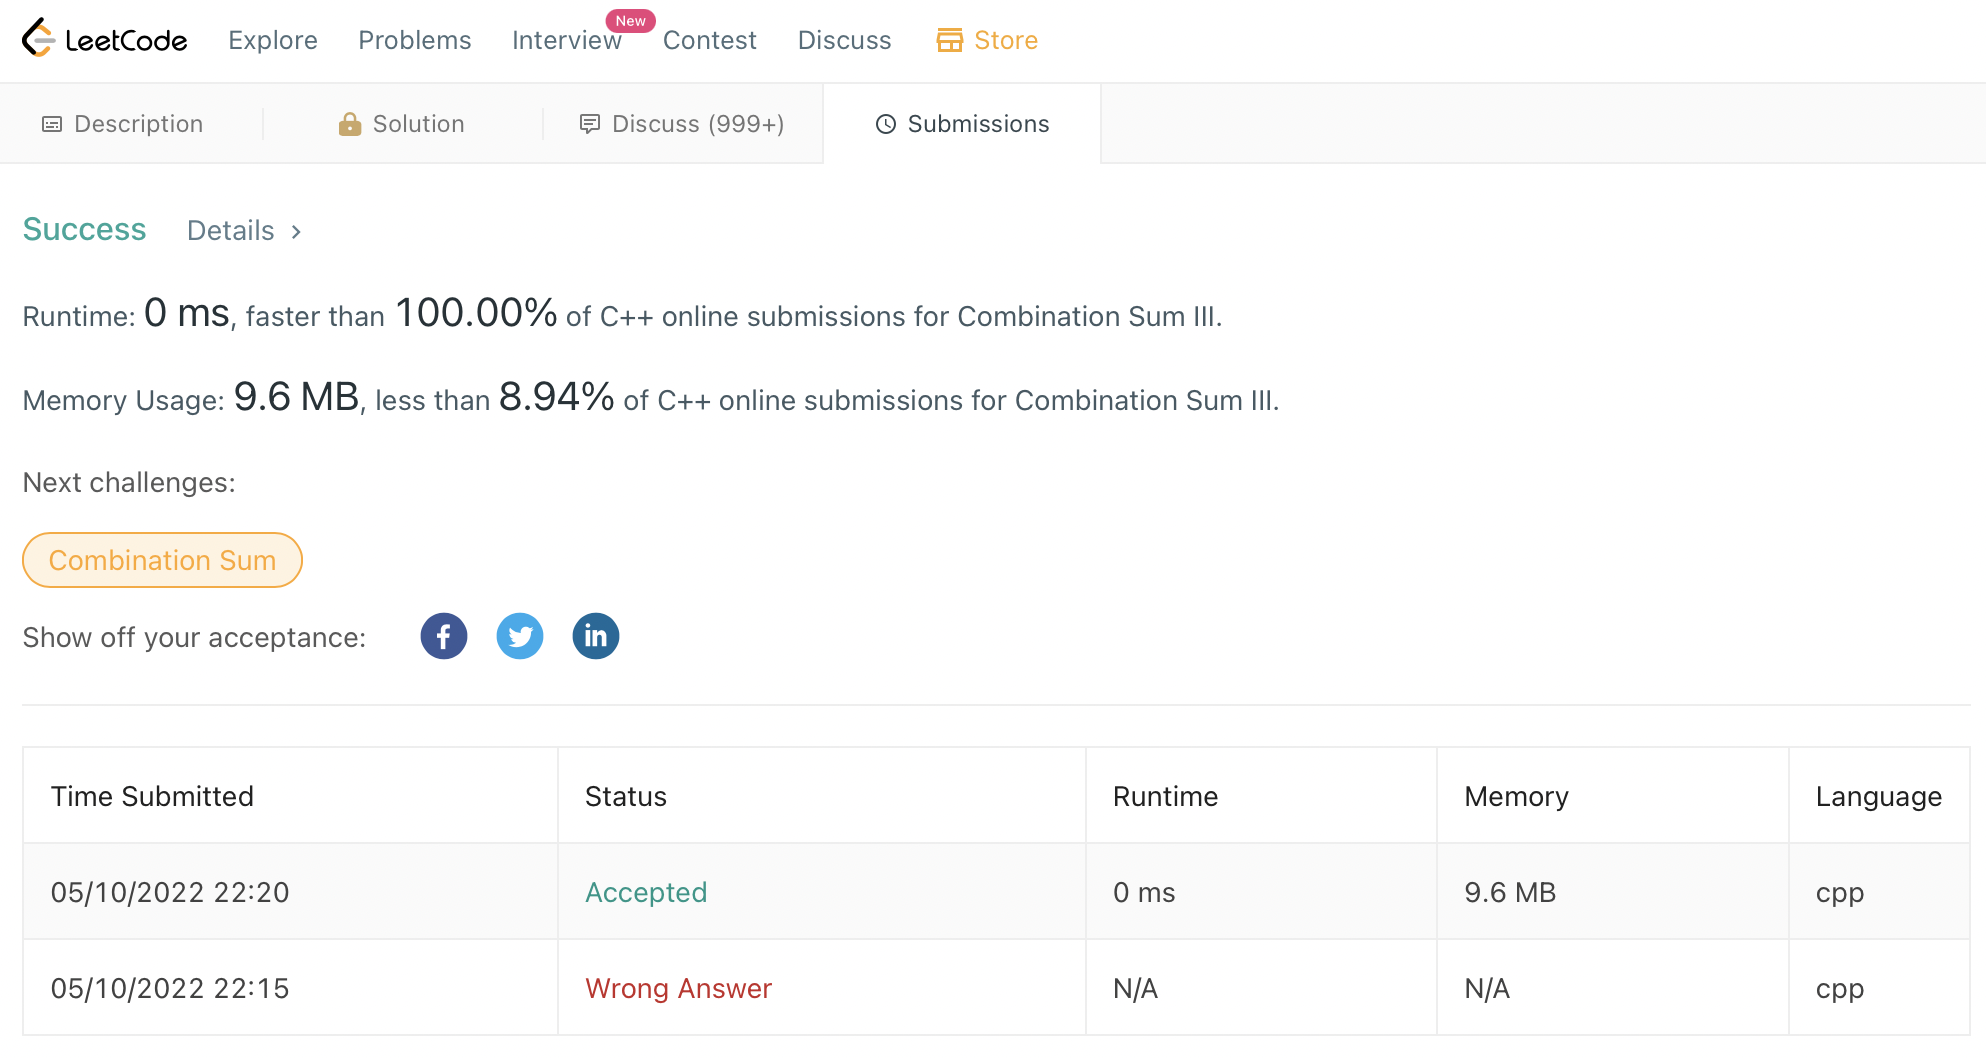 LeetCode Explore Problems Interview New Contest Discuss Store
Description Solution Discuss (999+) Submissions
Success Details >
Runtime: 0 ms, faster than 100.00% of C++ online submissions for Combination Sum III.
Memory Usage: 9.6 MB, less than 8.94% of C++ online submissions for Combination Sum III.
Next challenges:
Combination Sum
Show off your acceptance:
Time Submitted Status Runtime Memory Language
05/10/2022 22:20 Accepted 0 ms 9.6 MB cpp
05/10/2022 22:15 Wrong Answer N/A N/A cpp